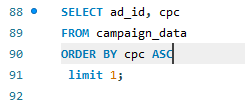 88 SELECT ad_id, cpc
89 FROM campaign_data
90 ORDER BY cpc ASC
91 limit 1;
92